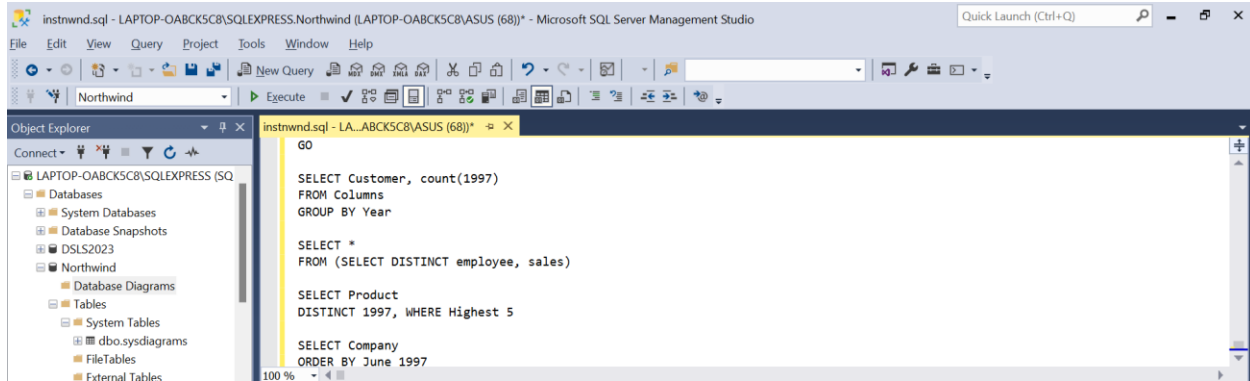 instnwnd.sql - LAPTOP-OABCK5C8\SQLEXPRESS.Northwind (LAPTOP-OABCK5C8\ASUS (68))* - Microsoft SQL Server Management Studio
Quick Launch (Ctrl+Q)
File Edit View Query Project Tools Window Help
New Query MDX DMX XMLA DAX
Northwind Execute
Object Explorer
instnwnd.sql - LA...ABCK5C8\ASUS (68))*
Connect
LAPTOP-OABCK5C8\SQLEXPRESS (SQ
Databases
System Databases
Database Snapshots
DSLS2023
Northwind
Database Diagrams
Tables
System Tables
dbo.sysdiagrams
FileTables
External Tables
GO
SELECT Customer, count(1997)
FROM Columns
GROUP BY Year
SELECT *
FROM (SELECT DISTINCT employee, sales)
SELECT Product
DISTINCT 1997, WHERE Highest 5
SELECT Company
ORDER BY June 1997
100 %